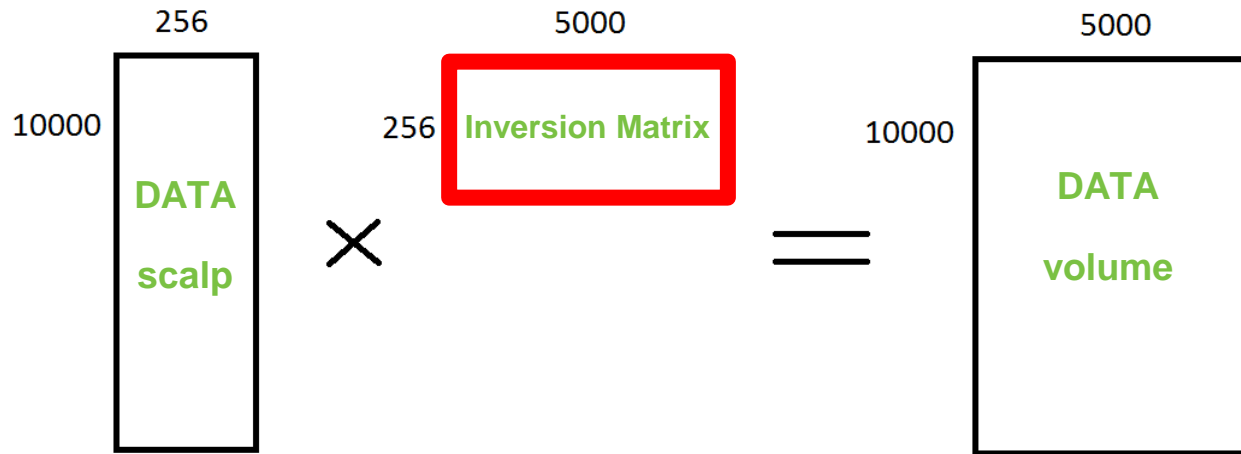 256
5000
5000
10000
256
Inversion Matrix
10000
DATA
scalp
DATA
volume